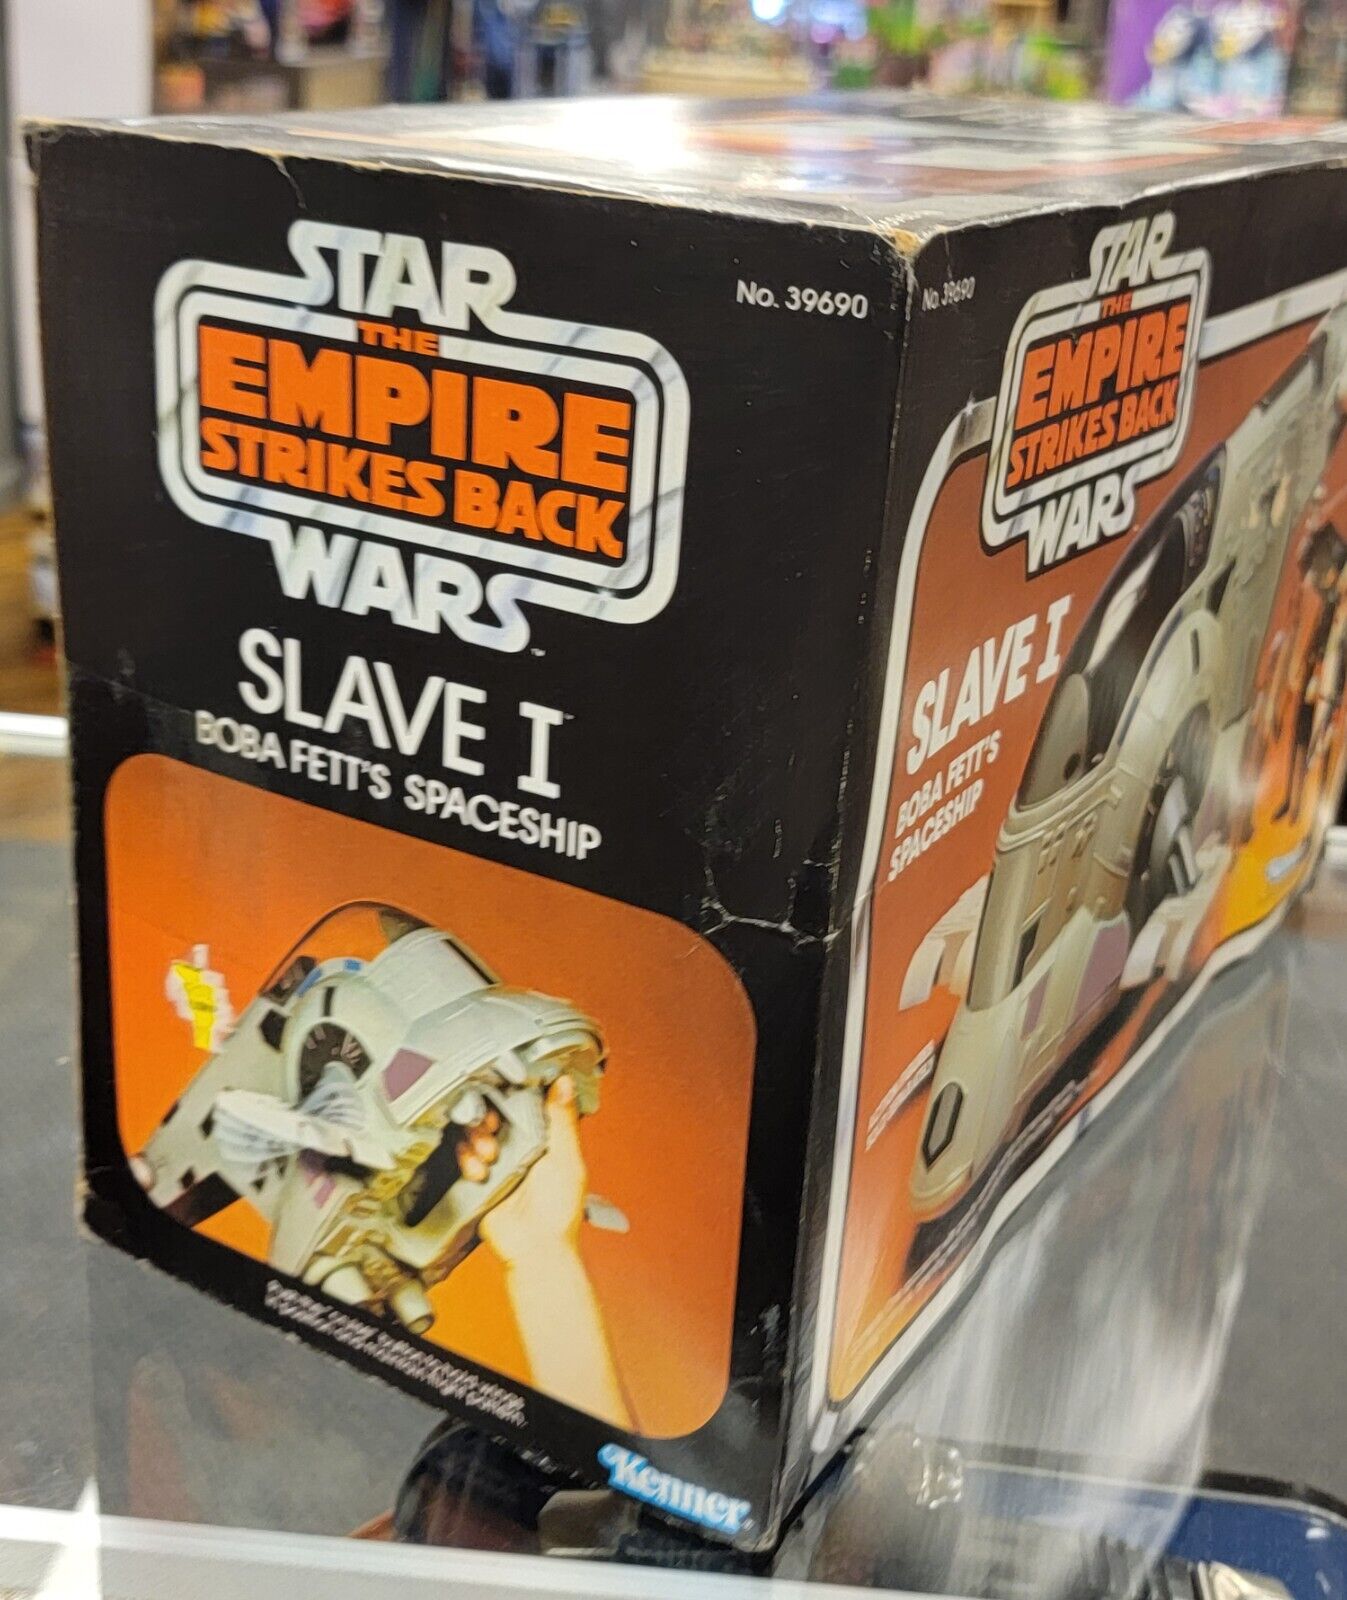 No. 39690
STAR
THE
EMPIRE
STRIKES BACK
WARS
SLAVE I
BOBA FETT'S SPACESHIP
Kenner
No. 39690
STAR
THE
EMPIRE
STRIKES BACK
WARS
SLAVE I
BOBA FETT'S
SPACESHIP